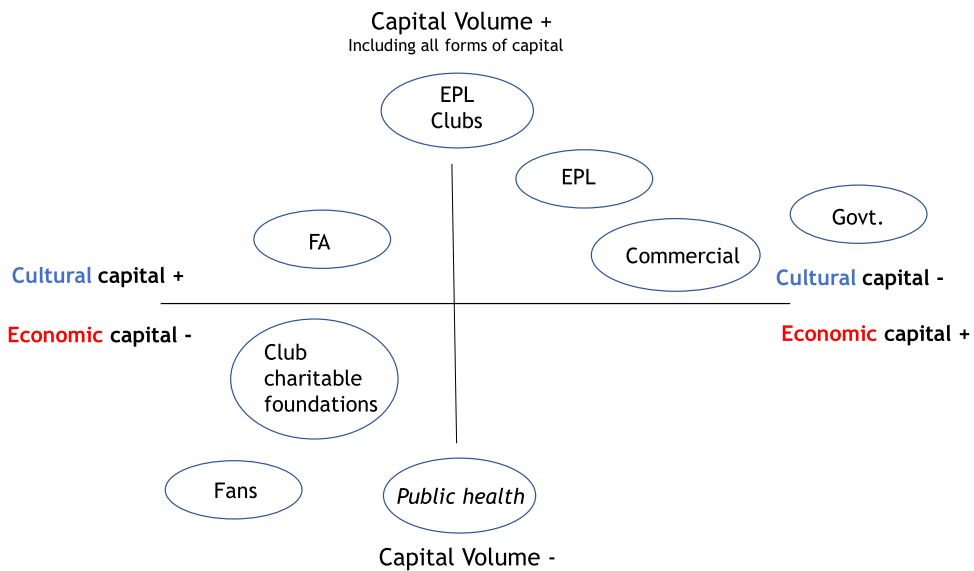 Capital Volume +
Including all forms of capital
EPL
Clubs
EPL
Govt.
FA
Commercial
Cultural capital +
Cultural capital -
Economic capital -
Economic capital +
Club
charitable
foundations
Fans
Public health
Capital Volume -